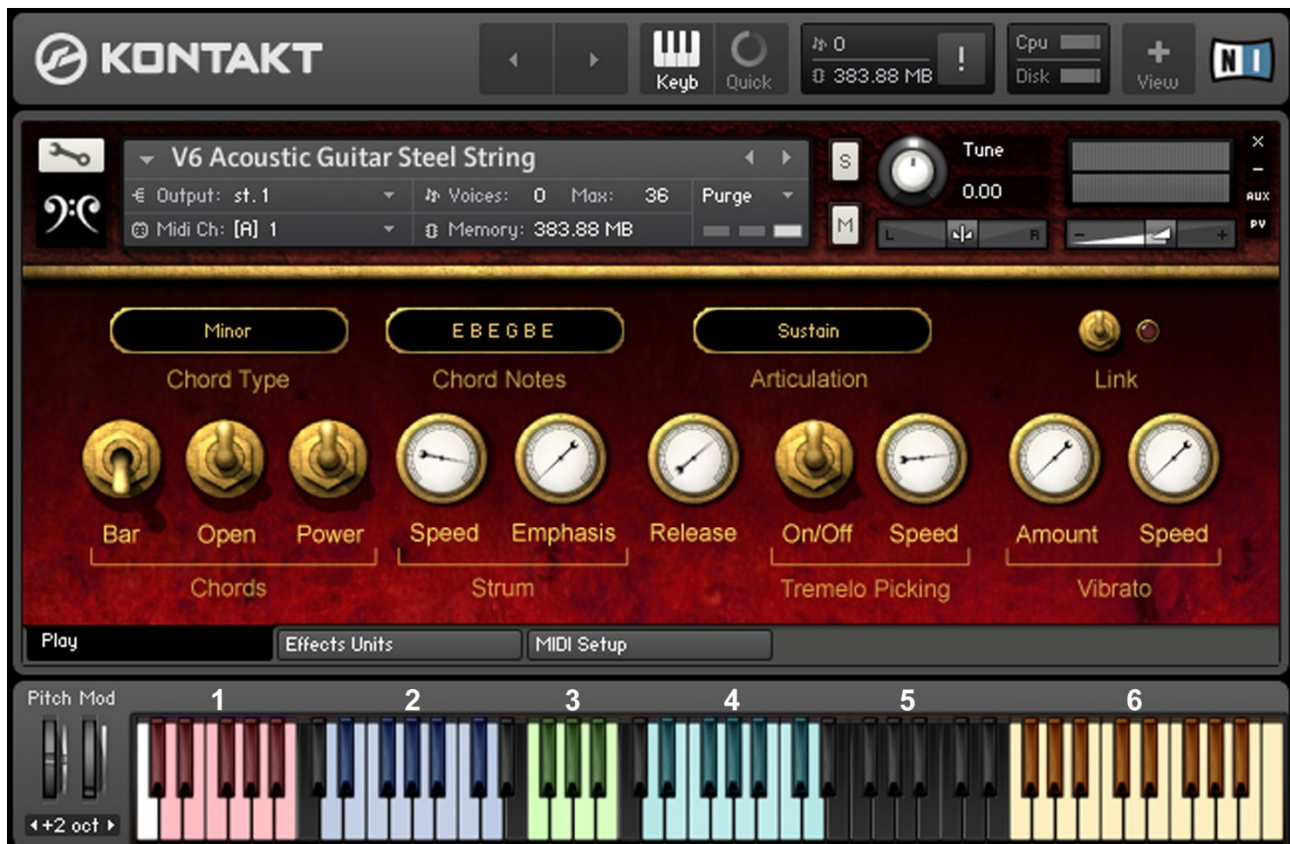 KONTAKT
Keyb
Quick
0
383.88 MB
!
Cpu
Disk
+
View
NI
V6 Acoustic Guitar Steel String
S
Tune
0.00
X
–
AUX
PV
Output: st. 1
Voices: 0 Max: 36
Purge
Midi Ch: [A] 1
Memory: 383.88 MB
M
L
R
-
+
Minor
E B E G B E
Sustain
Chord Type
Chord Notes
Articulation
Link
Bar
Open
Power
Speed
Emphasis
Release
On/Off
Speed
Amount
Speed
Chords
Strum
Tremelo Picking
Vibrato
Play
Effects Units
MIDI Setup
Pitch Mod
1
2
3
4
5
6
+2 oct